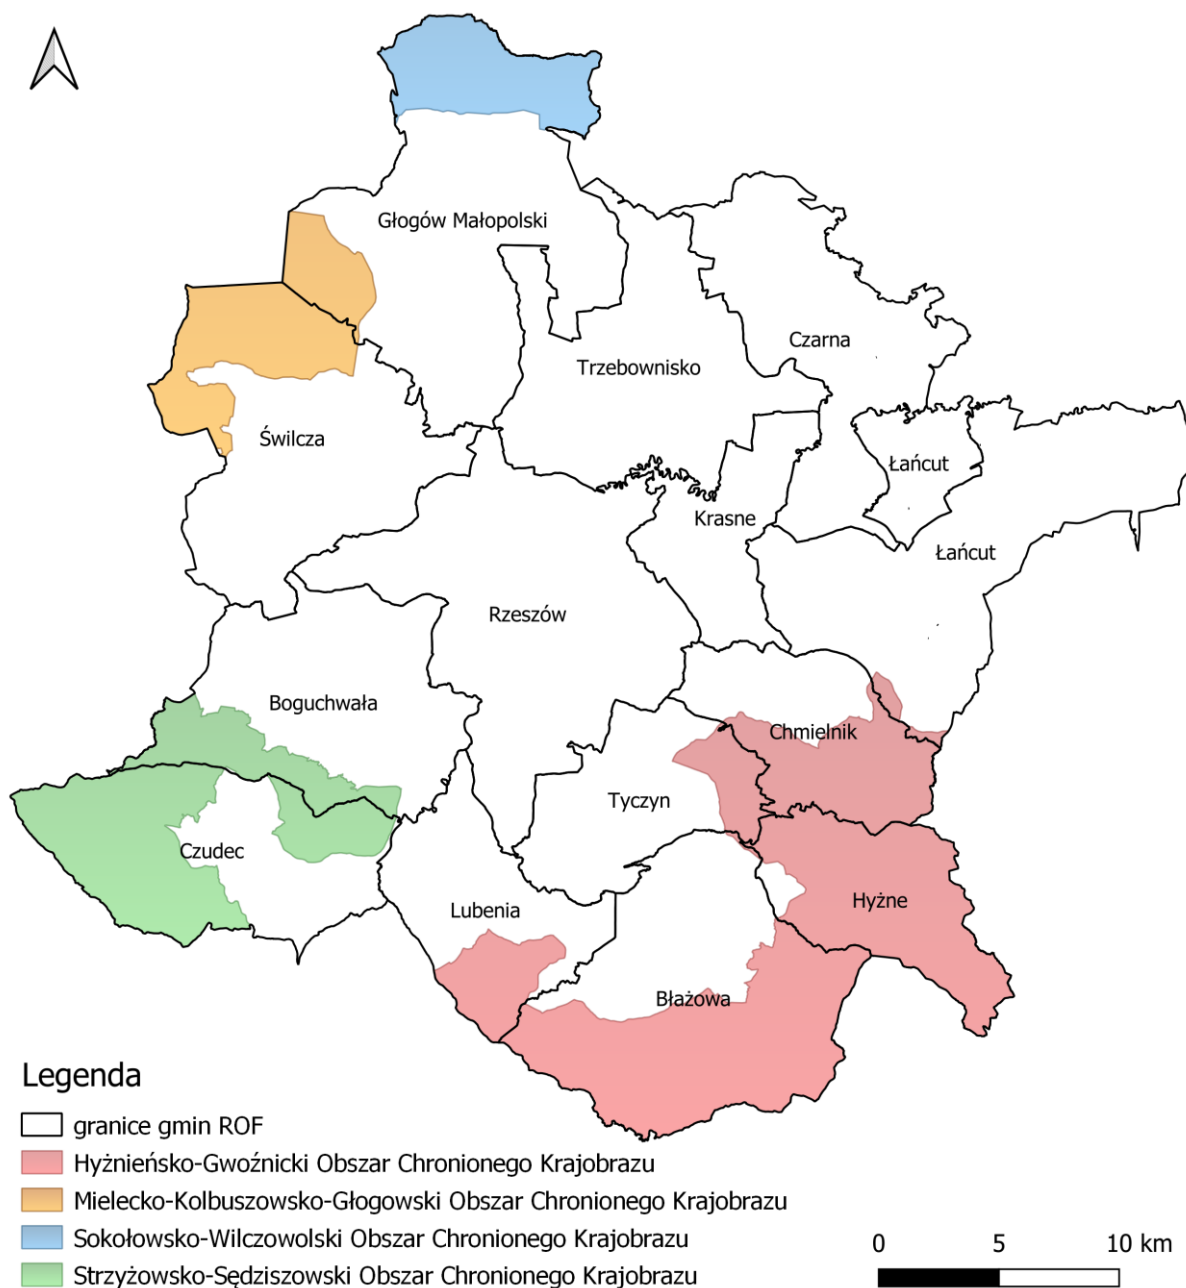 Głogów Małopolski
Czarna
Trzebownisko
Świlcza
Łańcut
Krasne
Łańcut
Rzeszów
Boguchwała
Chmielnik
Tyczyn
Czudec
Hyżne
Lubenia
Błażowa
Legenda
granice gmin ROF
Hyżnieńsko-Gwoźnicki Obszar Chronionego Krajobrazu
Mielecko-Kolbuszowsko-Głogowski Obszar Chronionego Krajobrazu
Sokołowsko-Wilczowolski Obszar Chronionego Krajobrazu
Strzyżowsko-Sędziszowski Obszar Chronionego Krajobrazu
0 5 10 km